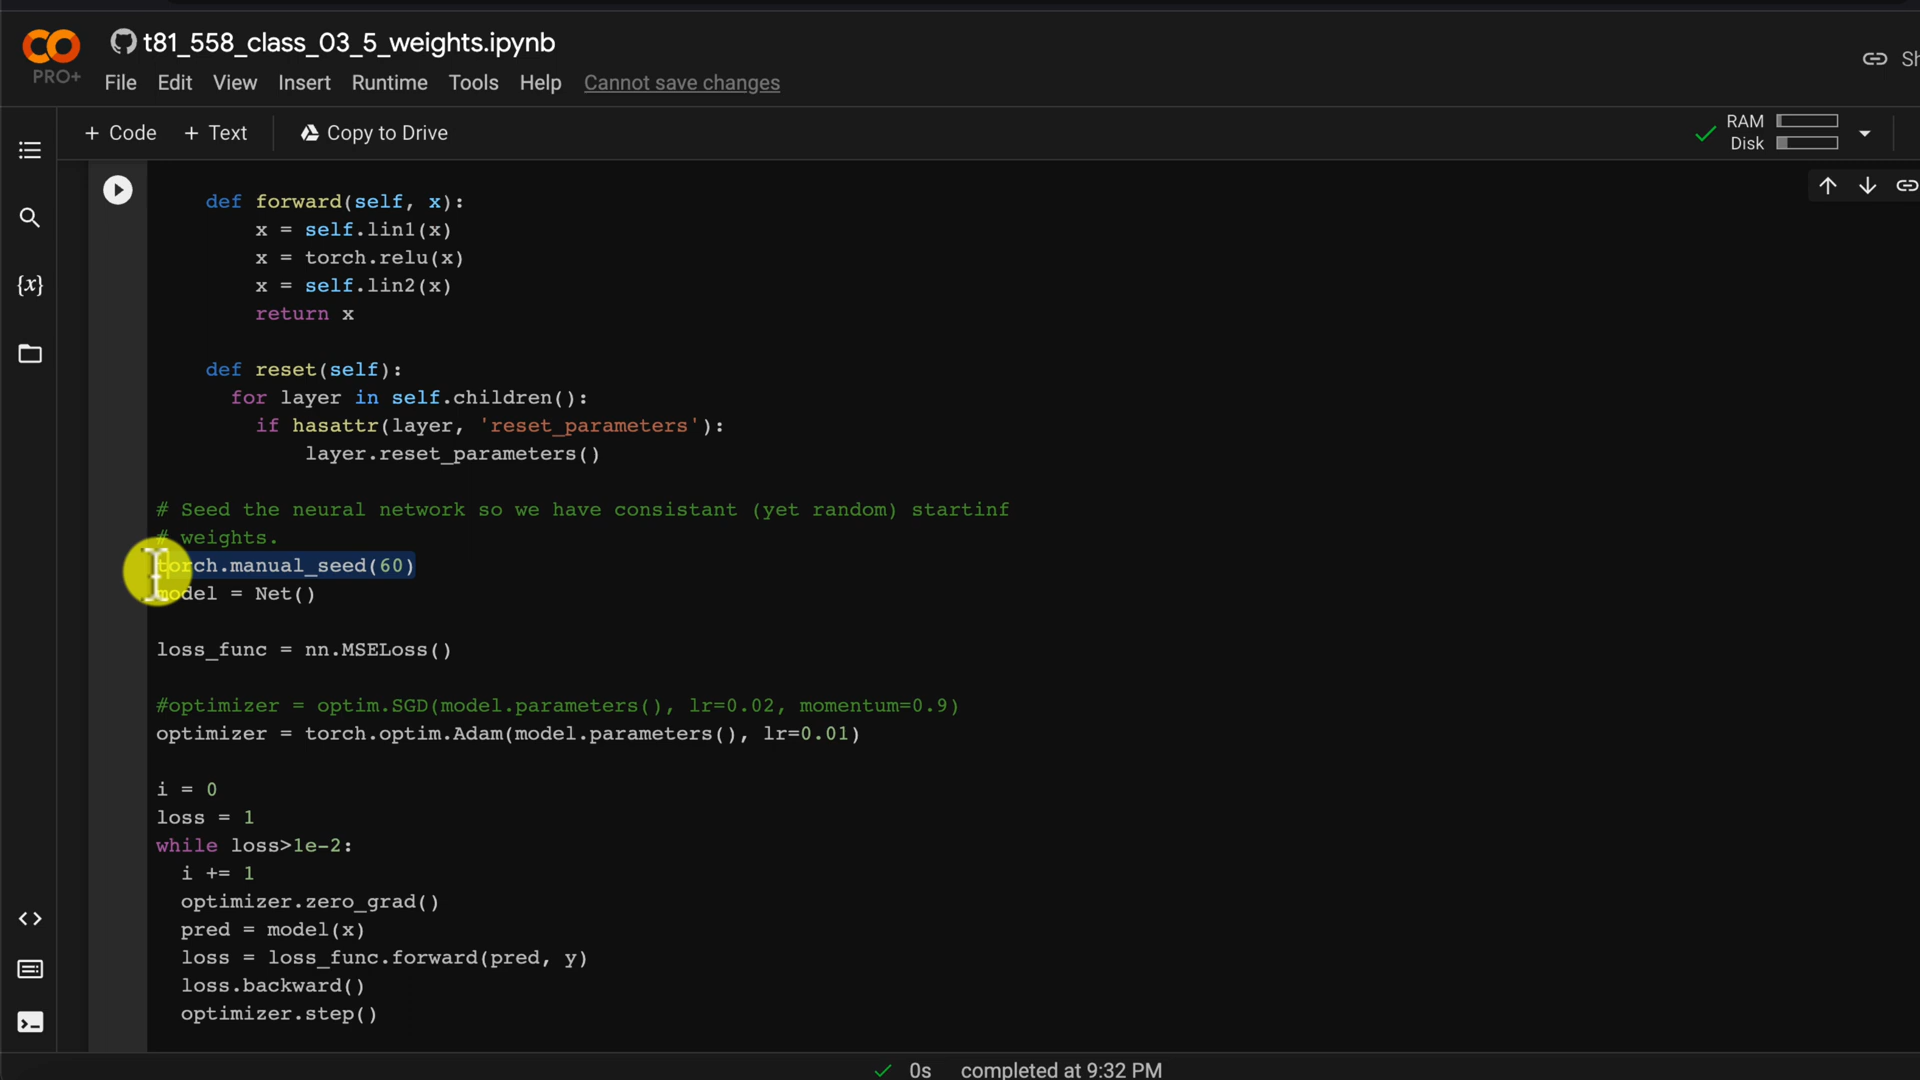 t81_558_class_03_5_weights.ipynb
PRO+
File Edit View Insert Runtime Tools Help Cannot save changes
+ Code + Text Copy to Drive
RAM
Disk
{x}
def forward(self, x):
x = self.lin1(x)
x = torch.relu(x)
x = self.lin2(x)
return x
def reset(self):
for layer in self.children():
if hasattr(layer, 'reset_parameters'):
layer.reset_parameters()
# Seed the neural network so we have consistant (yet random) startinf
# weights.
torch.manual_seed(60)
model = Net()
loss_func = nn.MSELoss()
#optimizer = optim.SGD(model.parameters(), lr=0.02, momentum=0.9)
optimizer = torch.optim.Adam(model.parameters(), lr=0.01)
i = 0
loss = 1
while loss>1e-2:
i += 1
optimizer.zero_grad()
pred = model(x)
loss = loss_func.forward(pred, y)
loss.backward()
optimizer.step()
0s completed at 9:32 PM